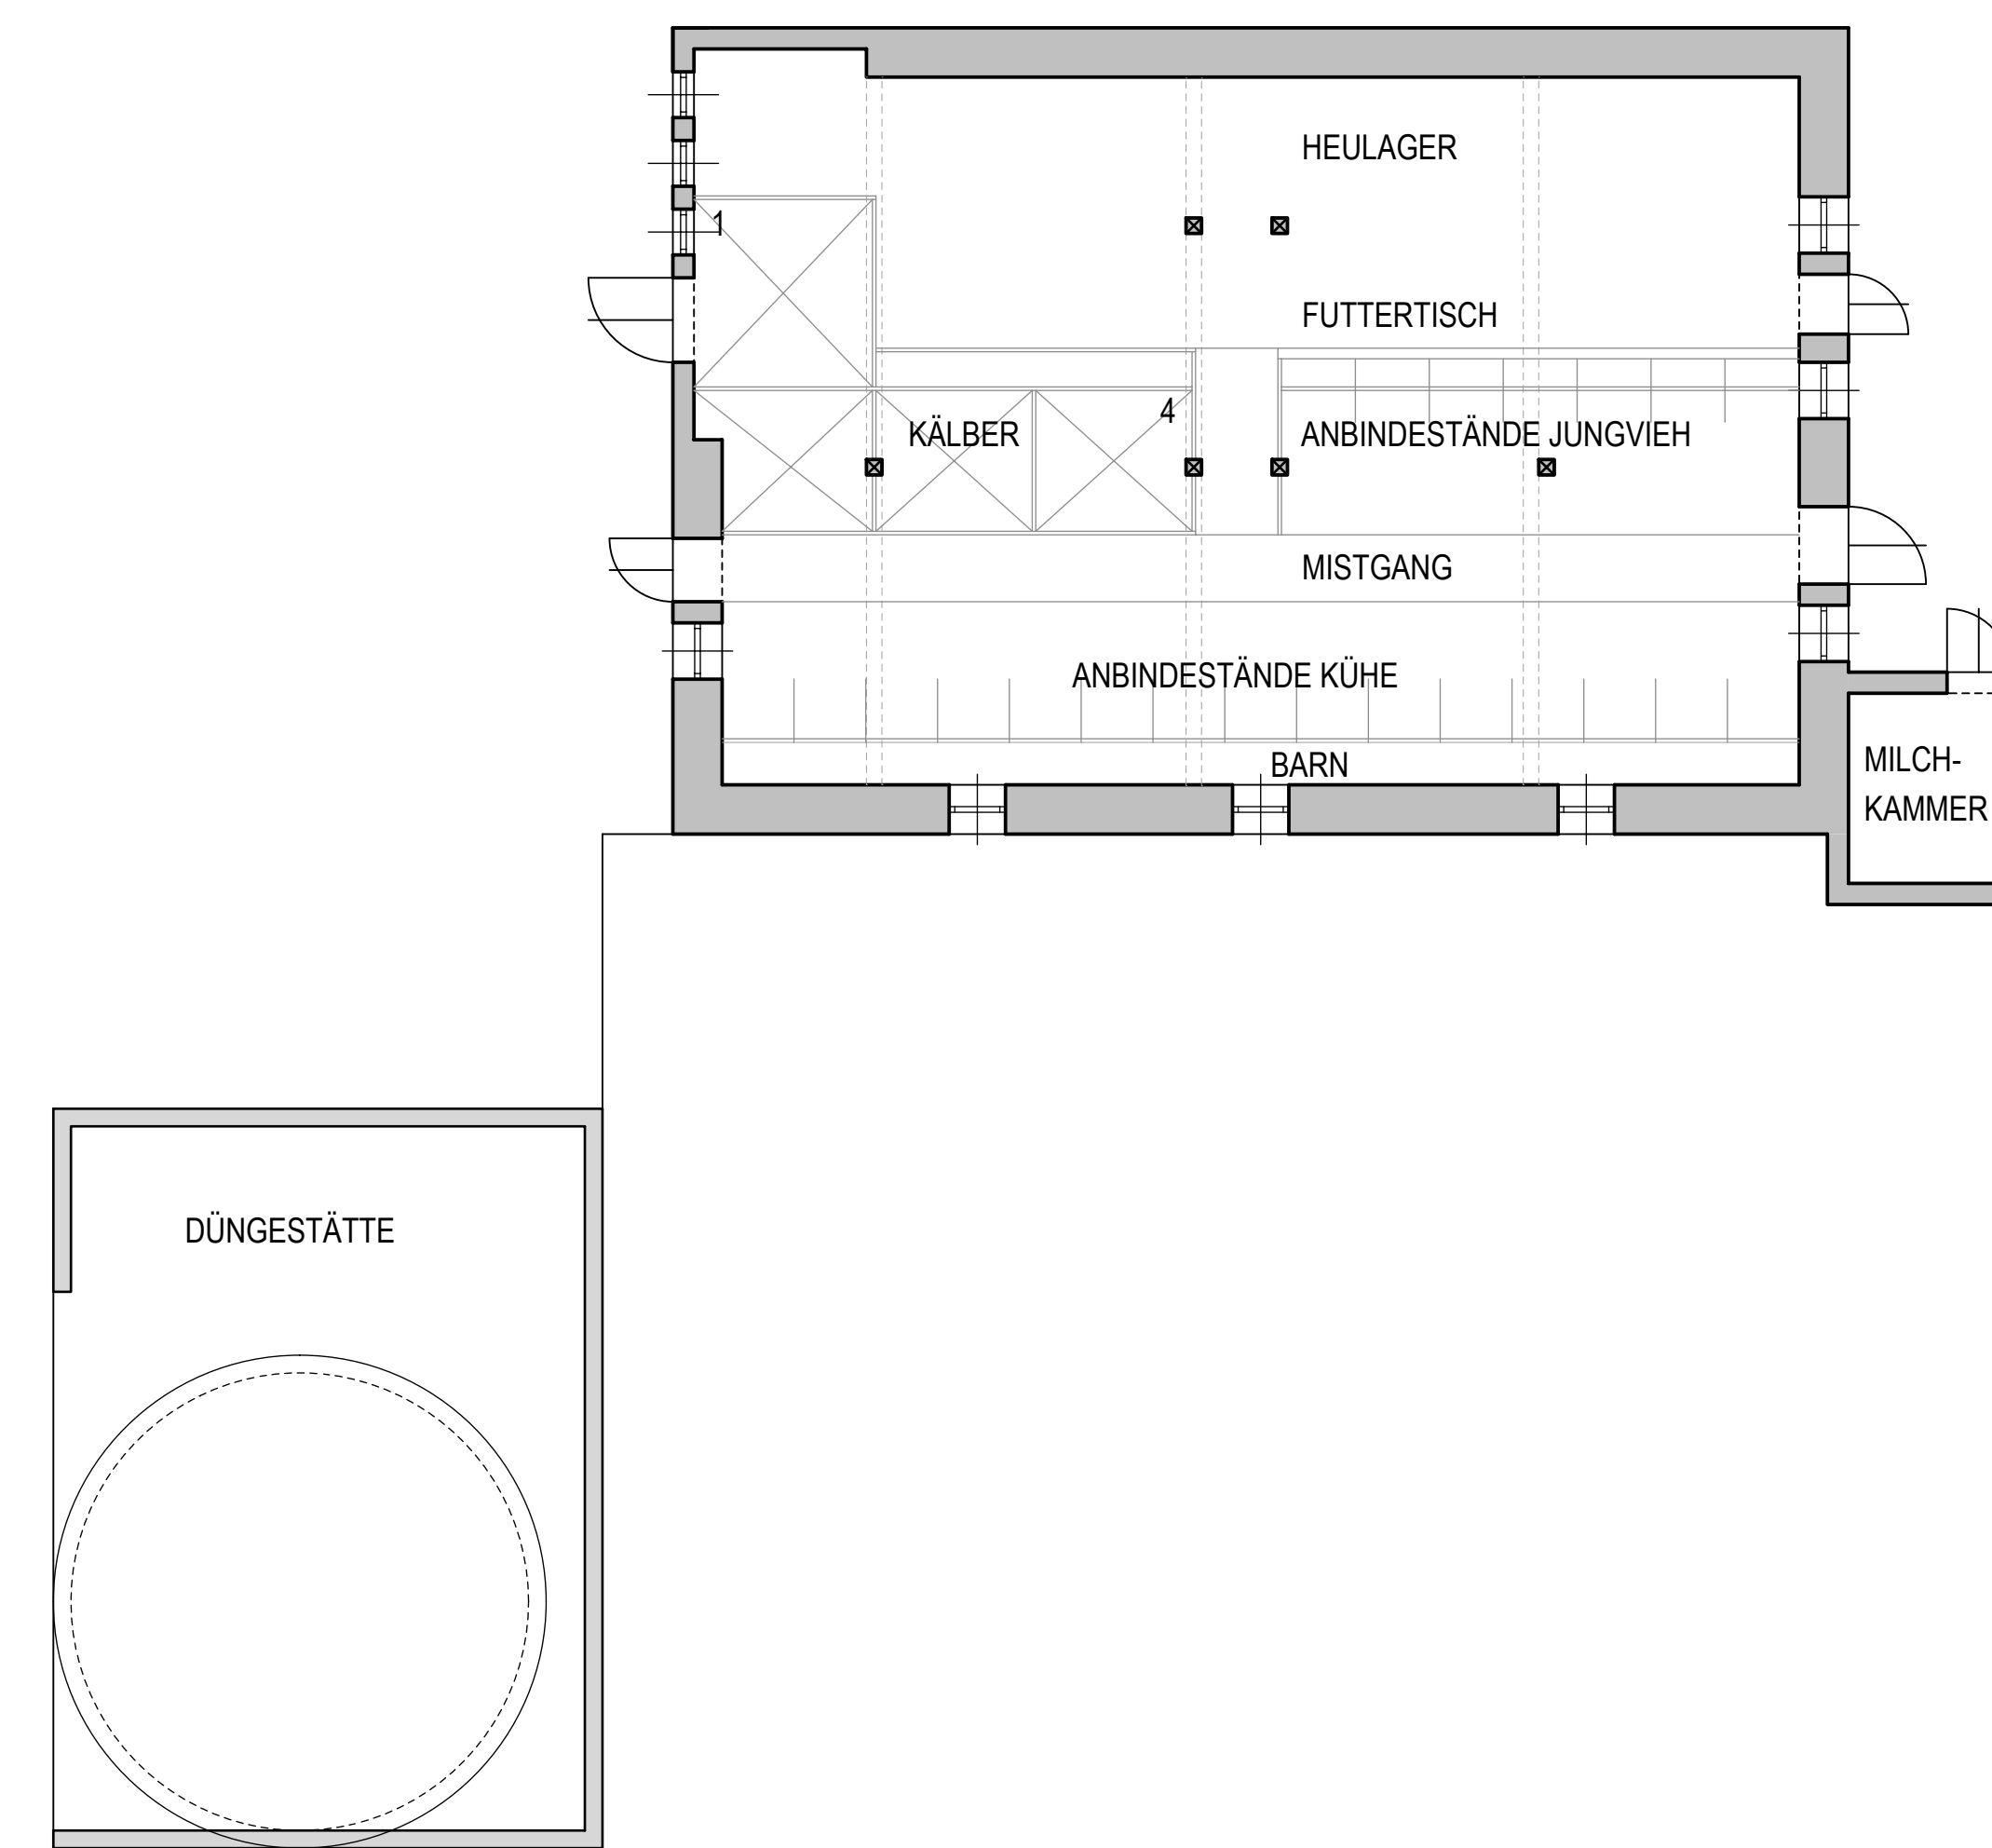 HEULAGER
1
FUTTERTISCH
4
KÄLBER
ANBINDESTÄNDE JUNGVIEH
MISTGANG
ANBINDESTÄNDE KÜHE
BARN
MILCH-
KAMMER
DÜNGESTÄTTE